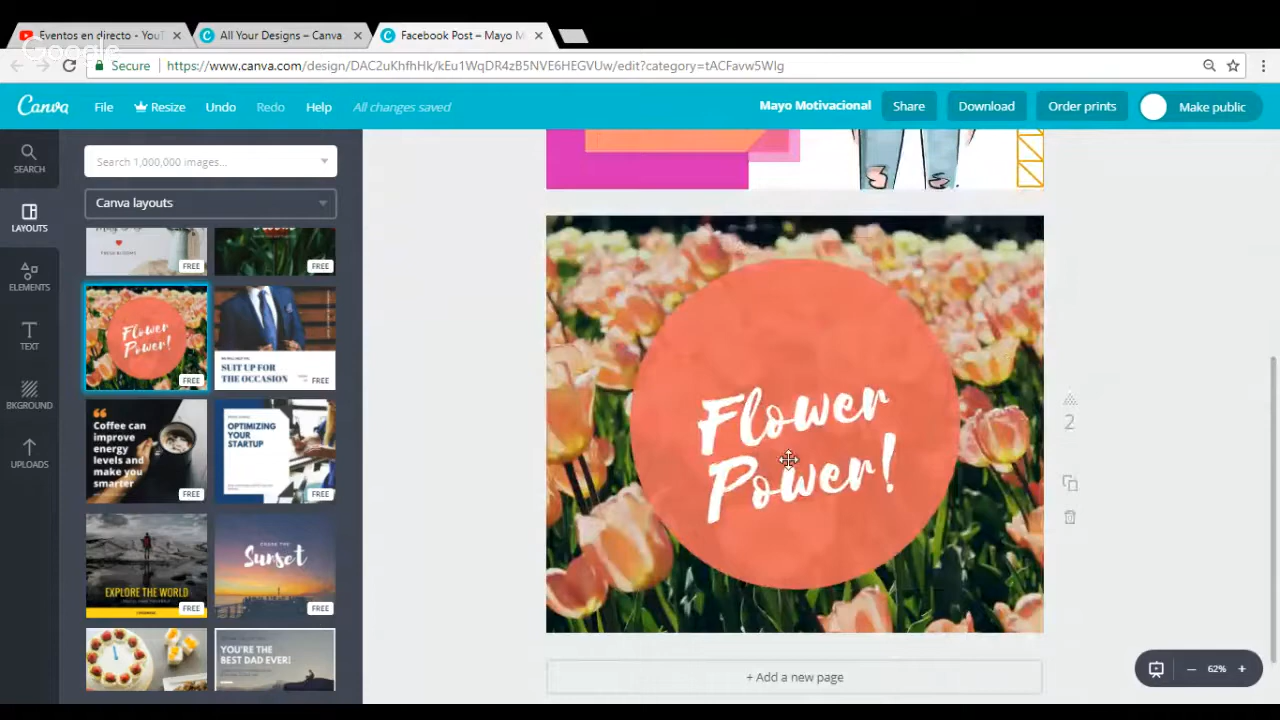 Eventos en directo - YouT
All Your Designs – Canva
Facebook Post – Mayo M
Google
Secure
https://www.canva.com/design/DAC2uKhfhHk/kEu1WqDR4zB5NVE6HEGVUw/edit?category=tACFavw5WIg
Canva
File
Resize
Undo
Redo
Help
All changes saved
Mayo Motivacional
Share
Download
Order prints
Make public
SEARCH
LAYOUTS
ELEMENTS
TEXT
BKGROUND
UPLOADS
Search 1,000,000 images...
Canva layouts
FREE
FREE
Flower
Power!
FREE
SUIT UP FOR
THE OCCASION
FREE
Coffee can
improve
energy
levels and
make you
smarter
FREE
OPTIMIZING
YOUR
STARTUP
FREE
EXPLORE THE WORLD
FREE
Sunset
FREE
YOU'RE THE
BEST DAD EVER!
Flower
Power!
2
+ Add a new page
62%